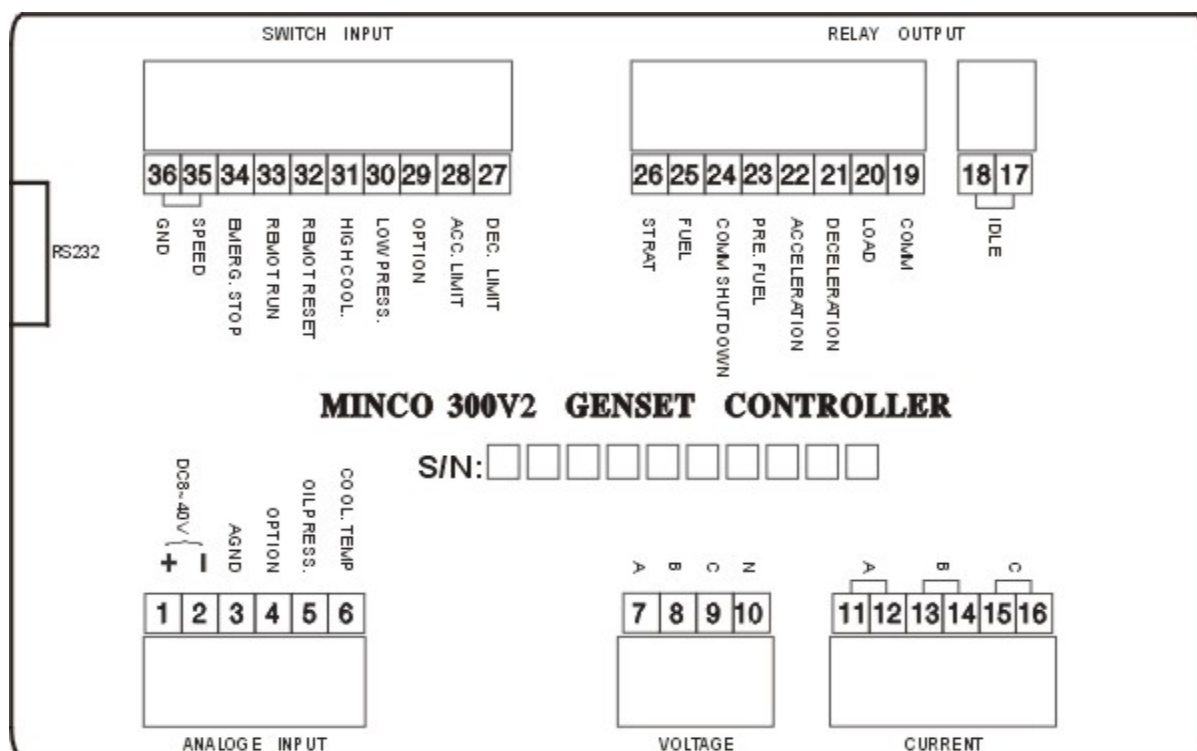 SWITCH INPUT
RELAY OUTPUT
36 35 34 33 32 31 30 29 28 27
26 25 24 23 22 21 20 19
18 17
GND
SPEED
EMERG. STOP
REMOT RUN
REMOT RESET
HIGH COOL.
LOW PRESS.
OPTION
ACC. LIMIT
DEC. LIMIT
STRAT
FUEL
COMM SHUTDOWN
PRE. FUEL
ACCELERATION
DECELERATION
LOAD
COMM
IDLE
RS232
MINCO 300V2 GENSET CONTROLLER
S/N:
DC8~40V
+
−
AGND
OPTION
OILPRESS.
COOL.TEMP
A B C N
A B C
1 2 3 4 5 6
7 8 9 10
11 12 13 14 15 16
ANALOGE INPUT
VOLTAGE
CURRENT